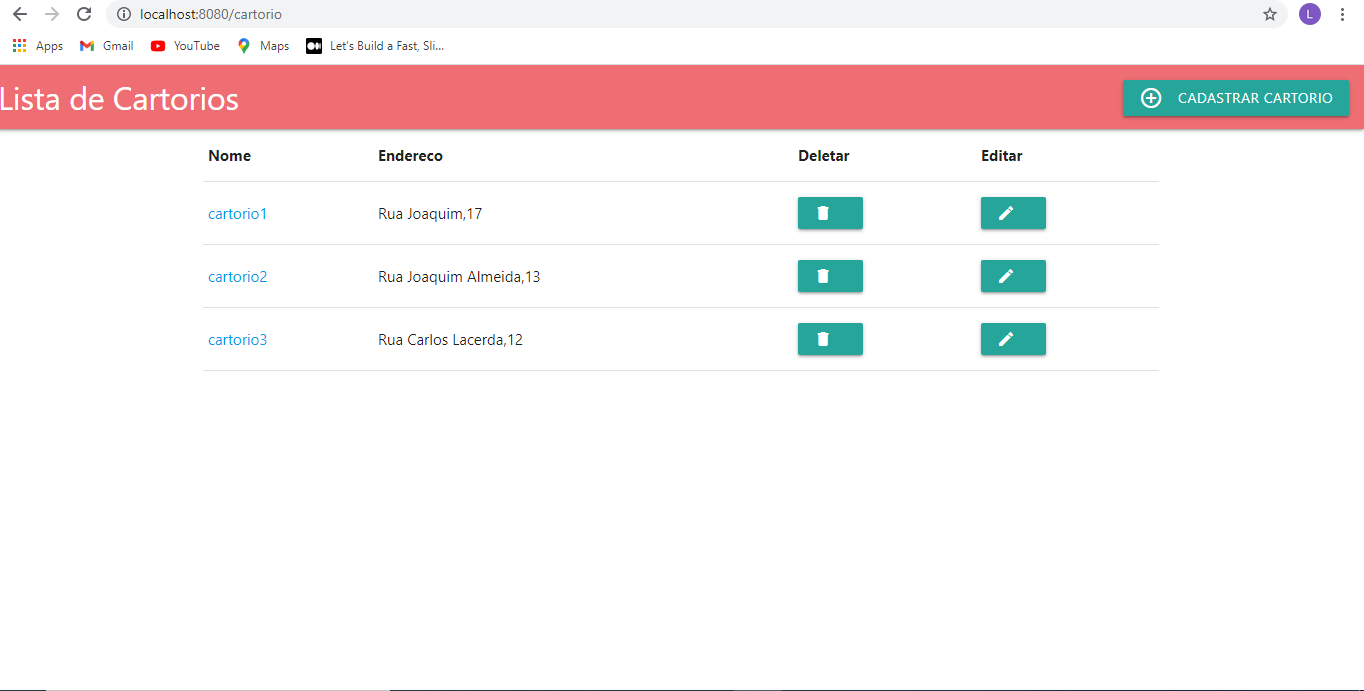 localhost:8080/cartorio
L
Apps Gmail YouTube Maps Let's Build a Fast, Sli...
Lista de Cartorios
CADASTRAR CARTORIO
Nome Endereco Deletar Editar
cartorio1 Rua Joaquim,17
cartorio2 Rua Joaquim Almeida,13
cartorio3 Rua Carlos Lacerda,12